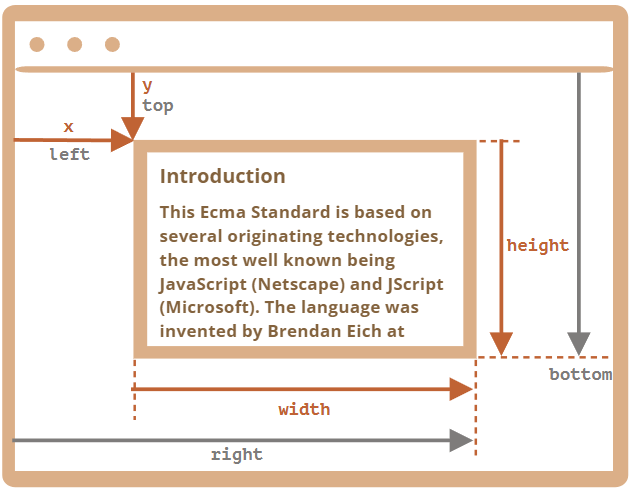 y
top
x
left
Introduction
This Ecma Standard is based on
several originating technologies,
the most well known being
JavaScript (Netscape) and JScript
(Microsoft). The language was
invented by Brendan Eich at
height
bottom
width
right